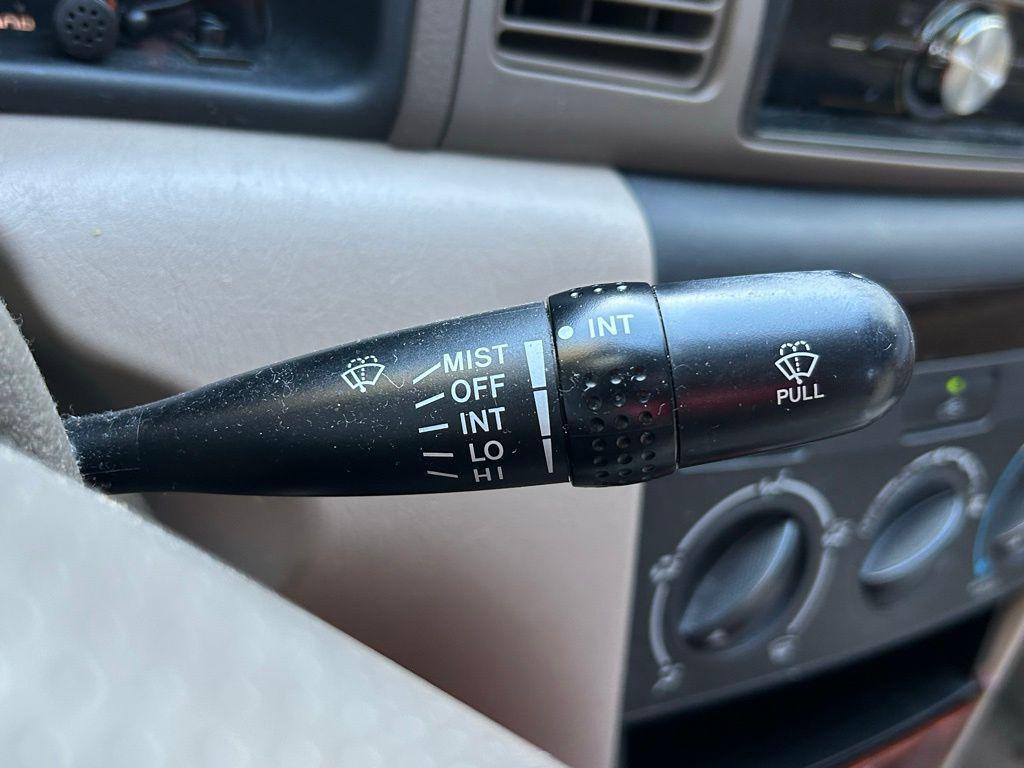 MIST
OFF
INT
LO
HI
INT
PULL